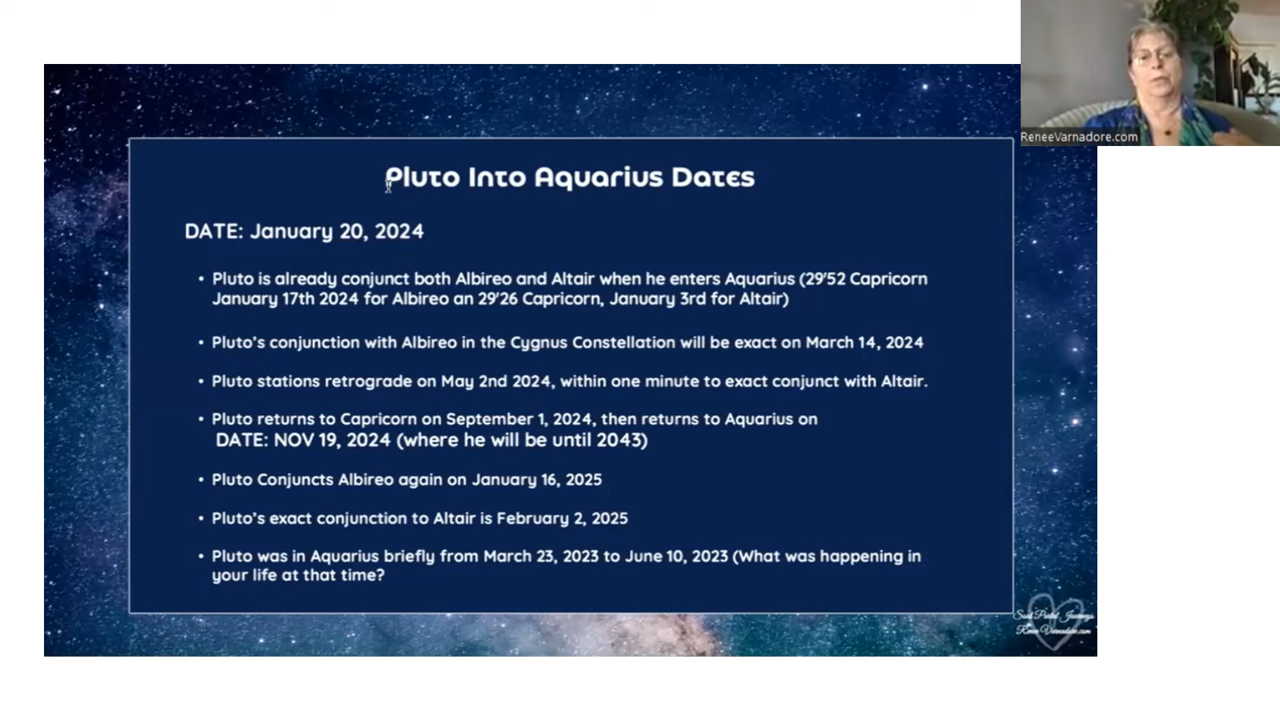 ReneeVarnadore.com
Pluto Into Aquarius Dates
DATE: January 20, 2024
• Pluto is already conjunct both Albireo and Altair when he enters Aquarius (29'52 Capricorn
January 17th 2024 for Albireo an 29'26 Capricorn, January 3rd for Altair)
• Pluto's conjunction with Albireo in the Cygnus Constellation will be exact on March 14, 2024
• Pluto stations retrograde on May 2nd 2024, within one minute to exact conjunct with Altair.
• Pluto returns to Capricorn on September 1, 2024, then returns to Aquarius on
DATE: NOV 19, 2024 (where he will be until 2043)
• Pluto Conjuncts Albireo again on January 16, 2025
• Pluto's exact conjunction to Altair is February 2, 2025
• Pluto was in Aquarius briefly from March 23, 2023 to June 10, 2023 (What was happening in
your life at that time?
Soul Portal Journeys
Renee Varnadore.com